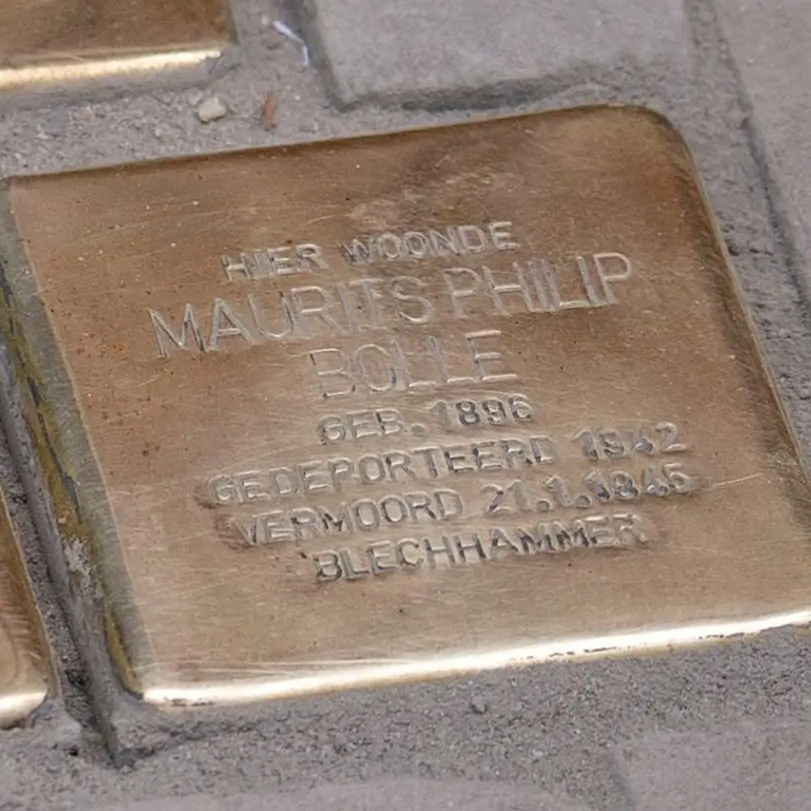 HIER WOONDE
MAURITS PHILIP
BOLLE
GEB. 1896
GEDEPORTEERD 1942
VERMOORD 21.1.1945
BLECHHAMMER